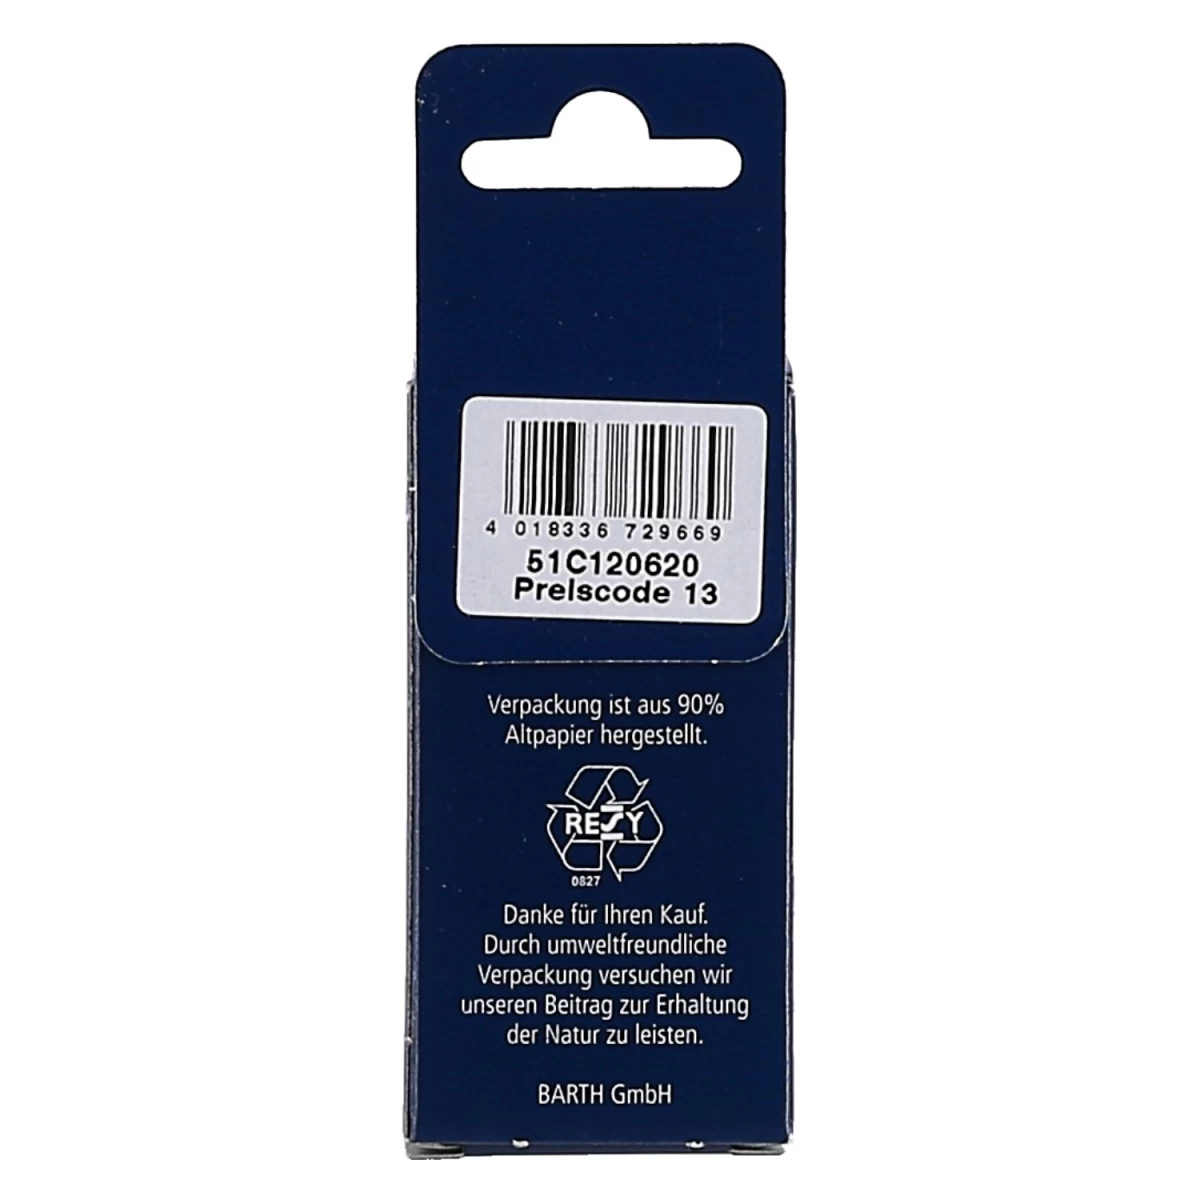 4 018336 729669
51C120620
Preiscode 13
Verpackung ist aus 90%
Altpapier hergestellt.
RESY
0827
Danke für Ihren Kauf.
Durch umweltfreundliche
Verpackung versuchen wir
unseren Beitrag zur Erhaltung
der Natur zu leisten.
BARTH GmbH